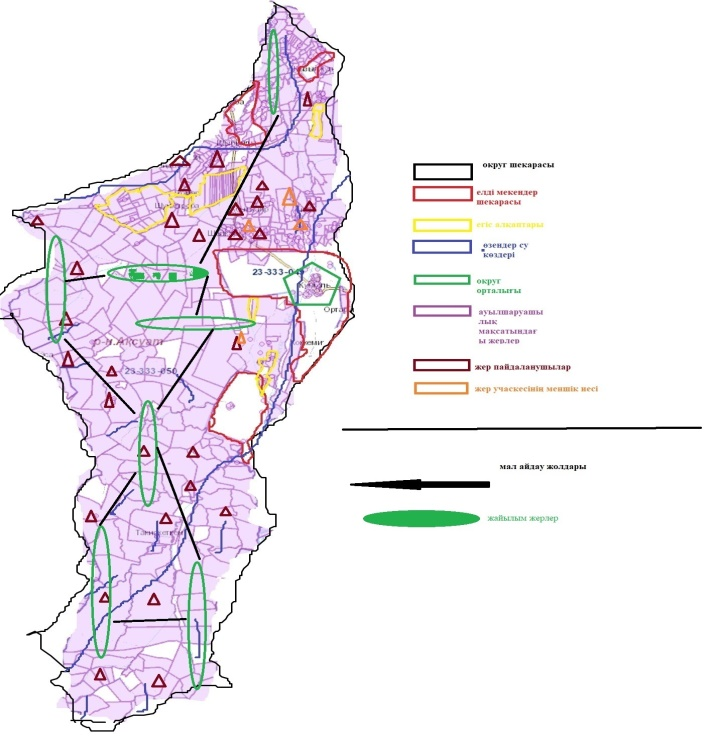 округ шекарасы
елді мекендер
шекарасы
егіс алқаптары
өзендер су
көздері
округ
орталығы
ауылшаруашы
лық
мақсатындағ
ы жерлер
жер пайдаланушылар
жер учаскесінің меншік иесі
мал айдау жолдары
жайылым жерлер
23-333-049
р-н.Аксуат
23-333-050